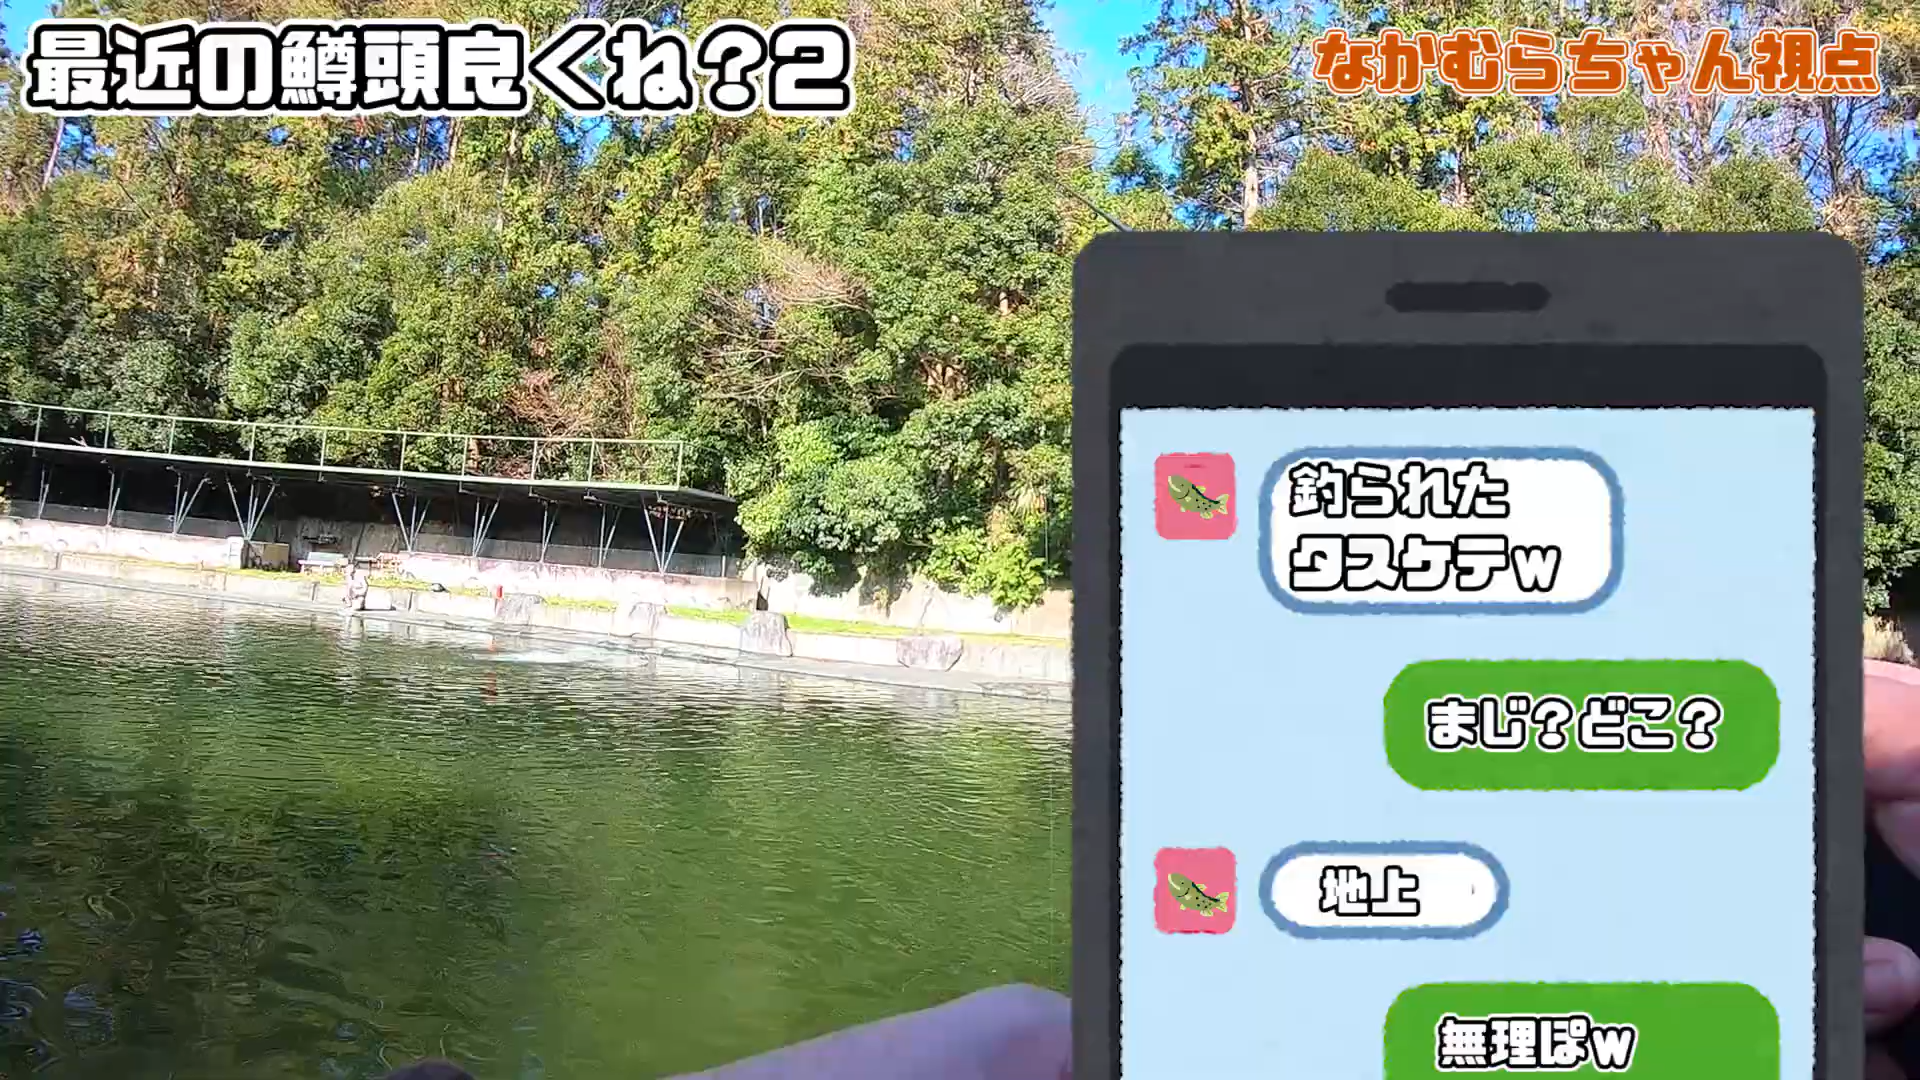 最近の鱒頭良くね？2
なかむらちゃん視点
釣られた
タスケテw
まじ？どこ？
地上
無理ぽw